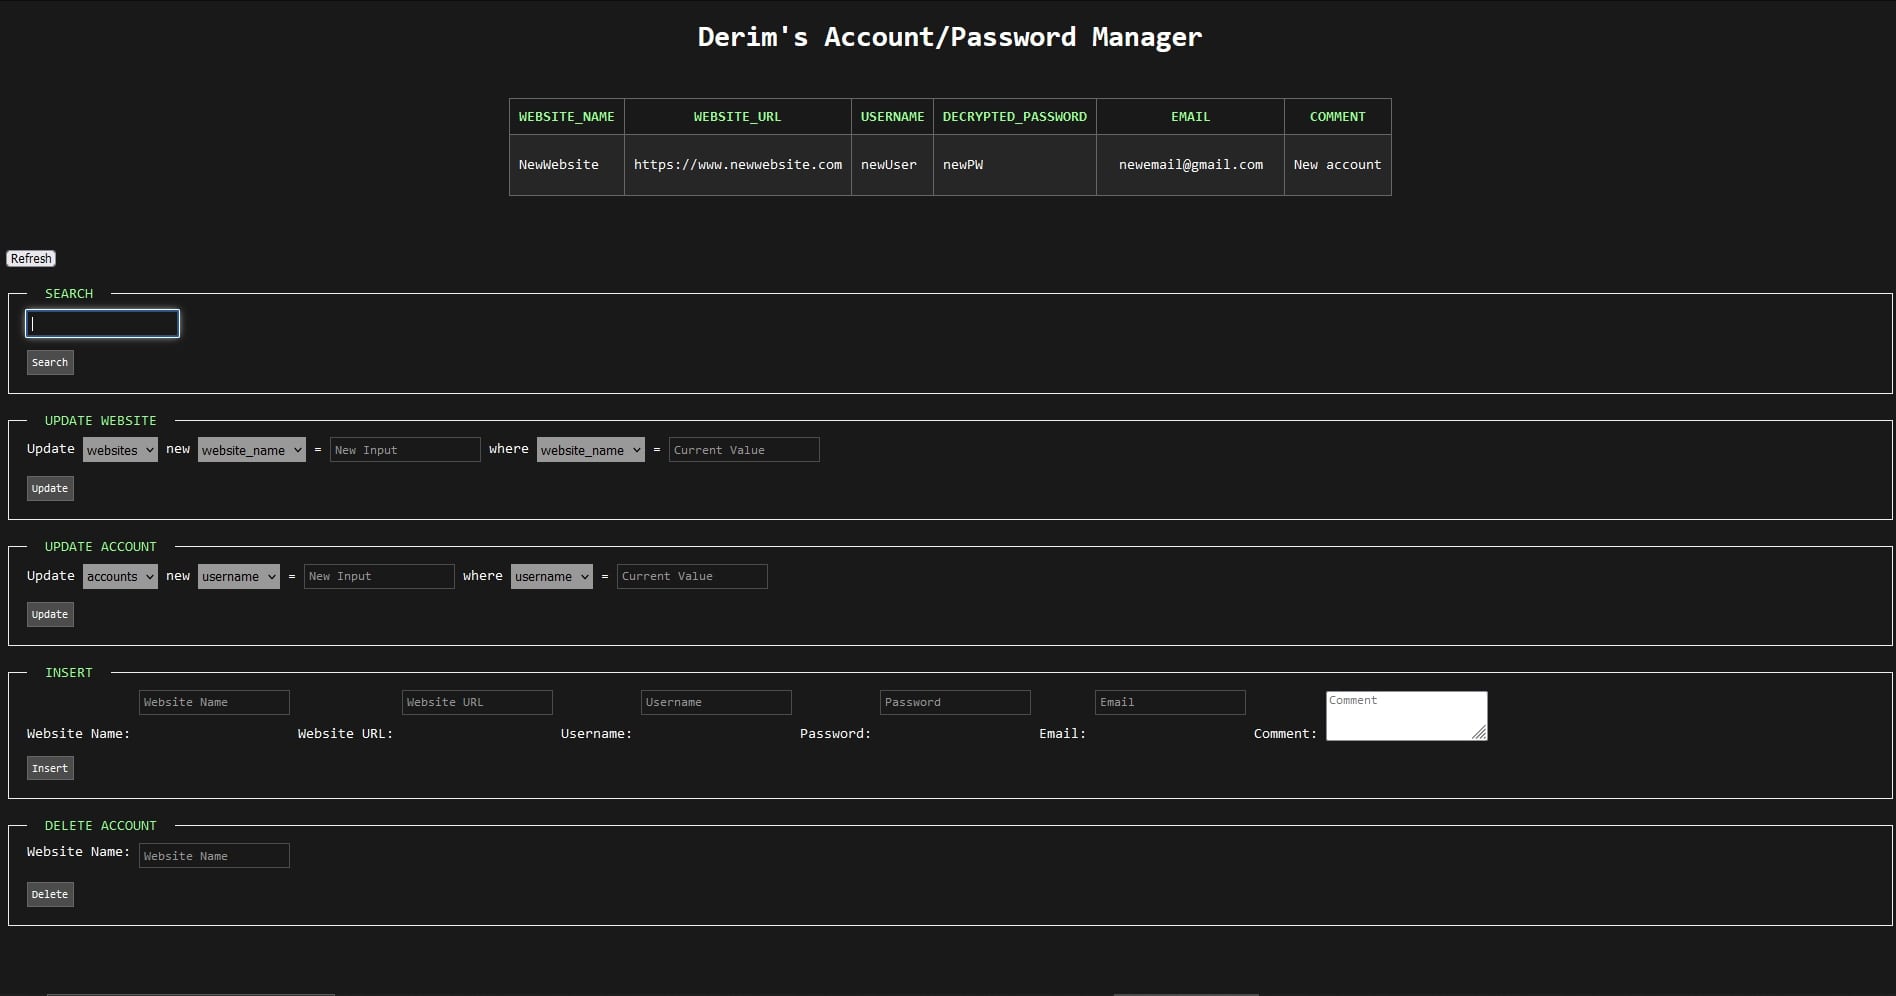 Derim's Account/Password Manager
WEBSITE_NAME WEBSITE_URL USERNAME DECRYPTED_PASSWORD EMAIL COMMENT
NewWebsite https://www.newwebsite.com newUser newPW newemail@gmail.com New account
Refresh
SEARCH
Search
UPDATE WEBSITE
Update websites new website_name = New Input where website_name = Current Value
Update
UPDATE ACCOUNT
Update accounts new username = New Input where username = Current Value
Update
INSERT
Website Name: Website Name Website URL: Website URL Username: Username Password: Password Email: Email Comment: Comment
Insert
DELETE ACCOUNT
Website Name: Website Name
Delete